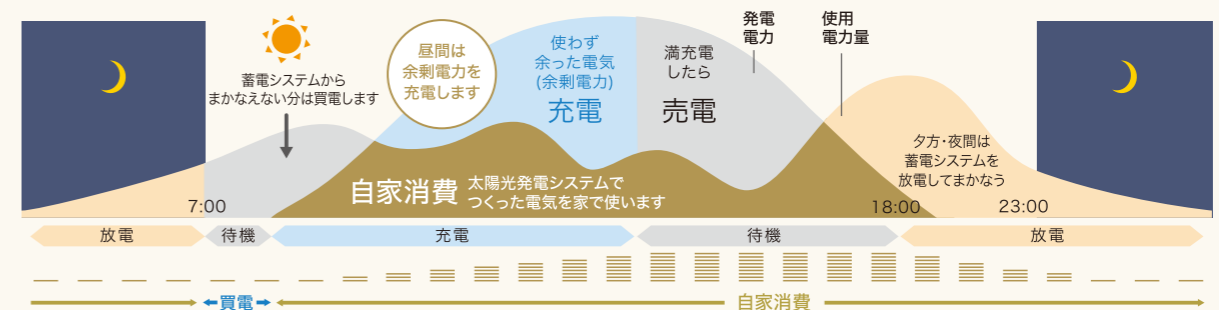 蓄電システムから
まかなえない分は買電します
昼間は
余剰電力を
充電します
使わず
余った電気
(余剰電力)
充電
満充電
したら
売電
発電
電力
使用
電力量
夕方・夜間は
蓄電システムを
放電してまかなう
自家消費
太陽光発電システムで
つくった電気を家で使います
7:00
18:00
23:00
放電
待機
充電
待機
放電
買電
自家消費